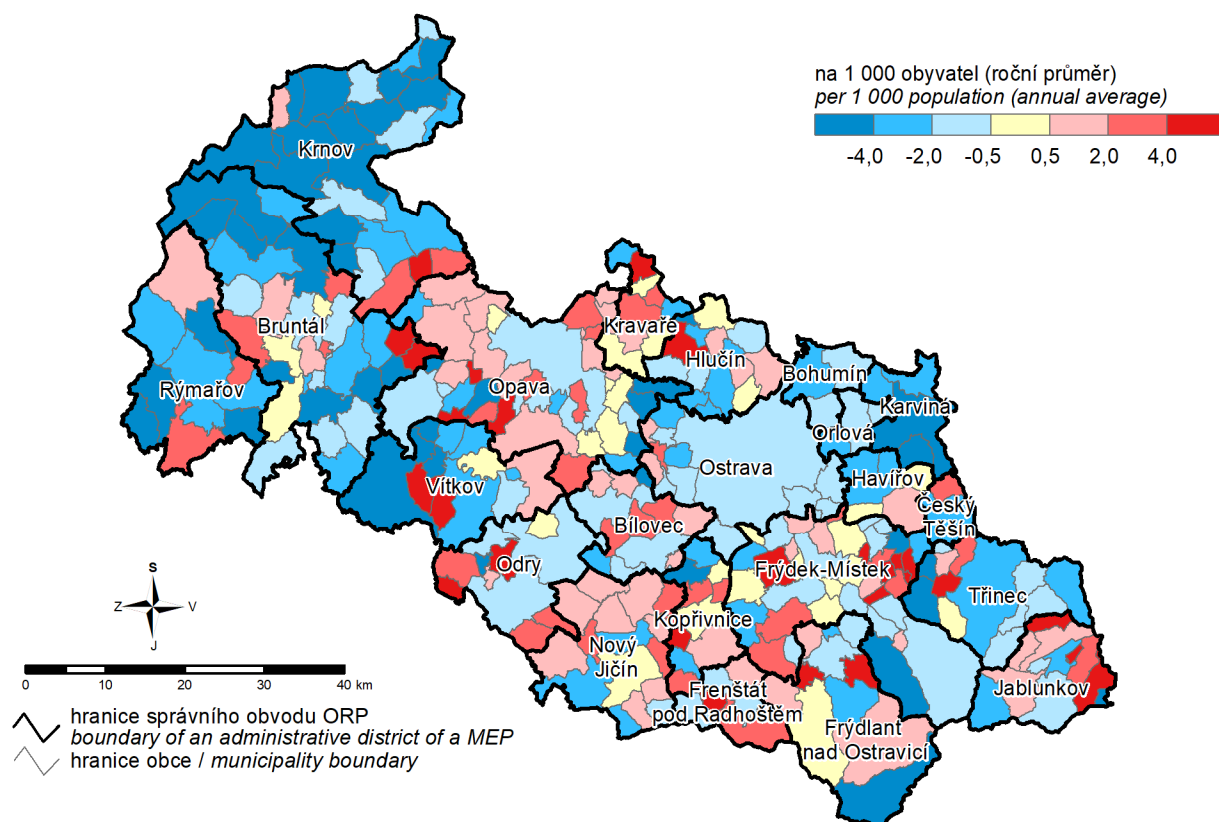 na 1 000 obyvatel (roční průměr)
per 1 000 population (annual average)
-4,0 -2,0 -0,5 0,5 2,0 4,0
Krnov
Bruntál
Kravaře
Hlučín
Bohumín
Rýmařov
Opava
Karviná
Orlová
Ostrava
Havířov
Vítkov
Český
Těšín
Bílovec
Odry
Frýdek-Místek
Třinec
Kopřivnice
Nový
Jičín
Jablunkov
Frenštát
pod Radhoštěm
Frýdlant
nad Ostravicí
S
Z V
J
0 10 20 30 40 km
hranice správního obvodu ORP
boundary of an administrative district of a MEP
hranice obce / municipality boundary